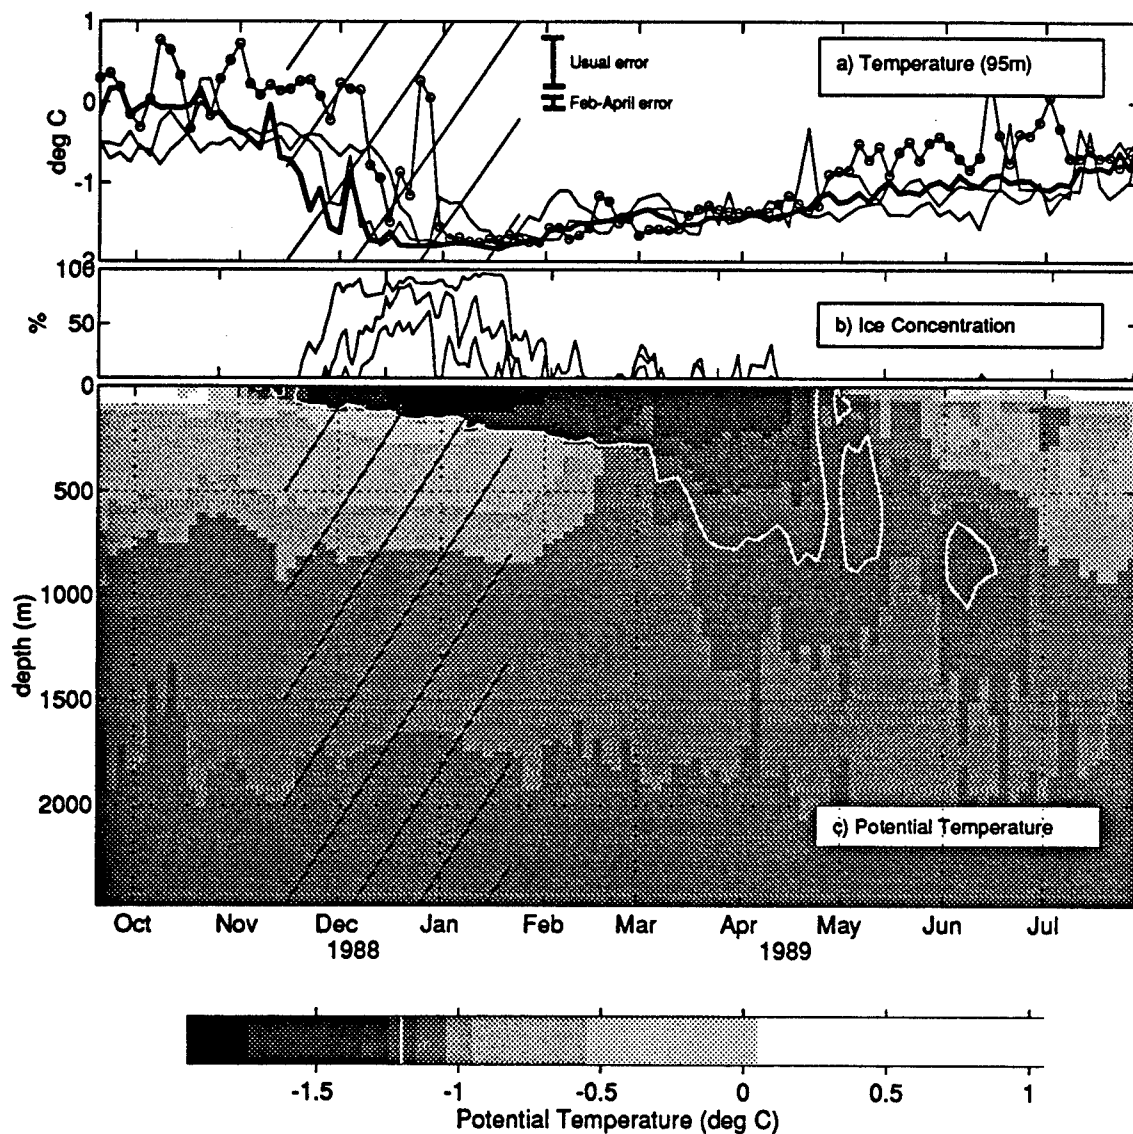 1
0
-1
-2
deg C
Usual error
Feb-April error
a) Temperature (95m)
100
50
0
%
b) Ice Concentration
500
1000
1500
2000
depth (m)
c) Potential Temperature
Oct Nov Dec Jan Feb Mar Apr May Jun Jul
1988 1989
-1.5 -1 -0.5 0 0.5 1
Potential Temperature (deg C)